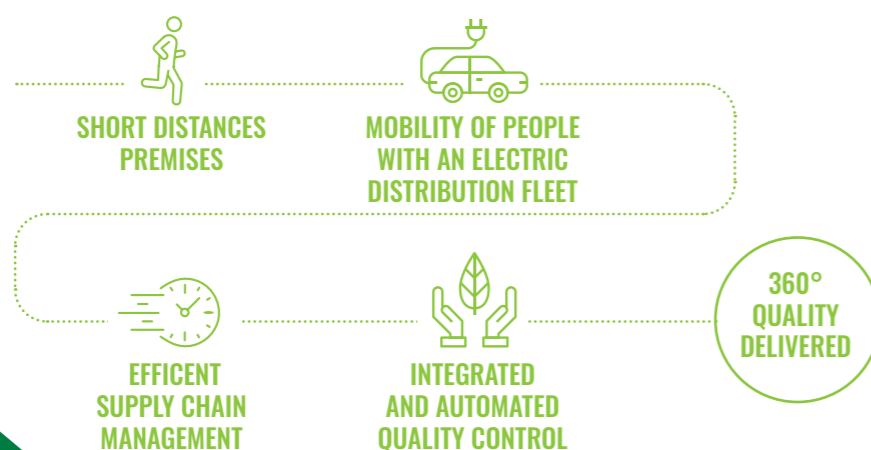 SHORT DISTANCES
PREMISES
MOBILITY OF PEOPLE
WITH AN ELECTRIC
DISTRIBUTION FLEET
EFFICENT
SUPPLY CHAIN
MANAGEMENT
INTEGRATED
AND AUTOMATED
QUALITY CONTROL
360°
QUALITY
DELIVERED